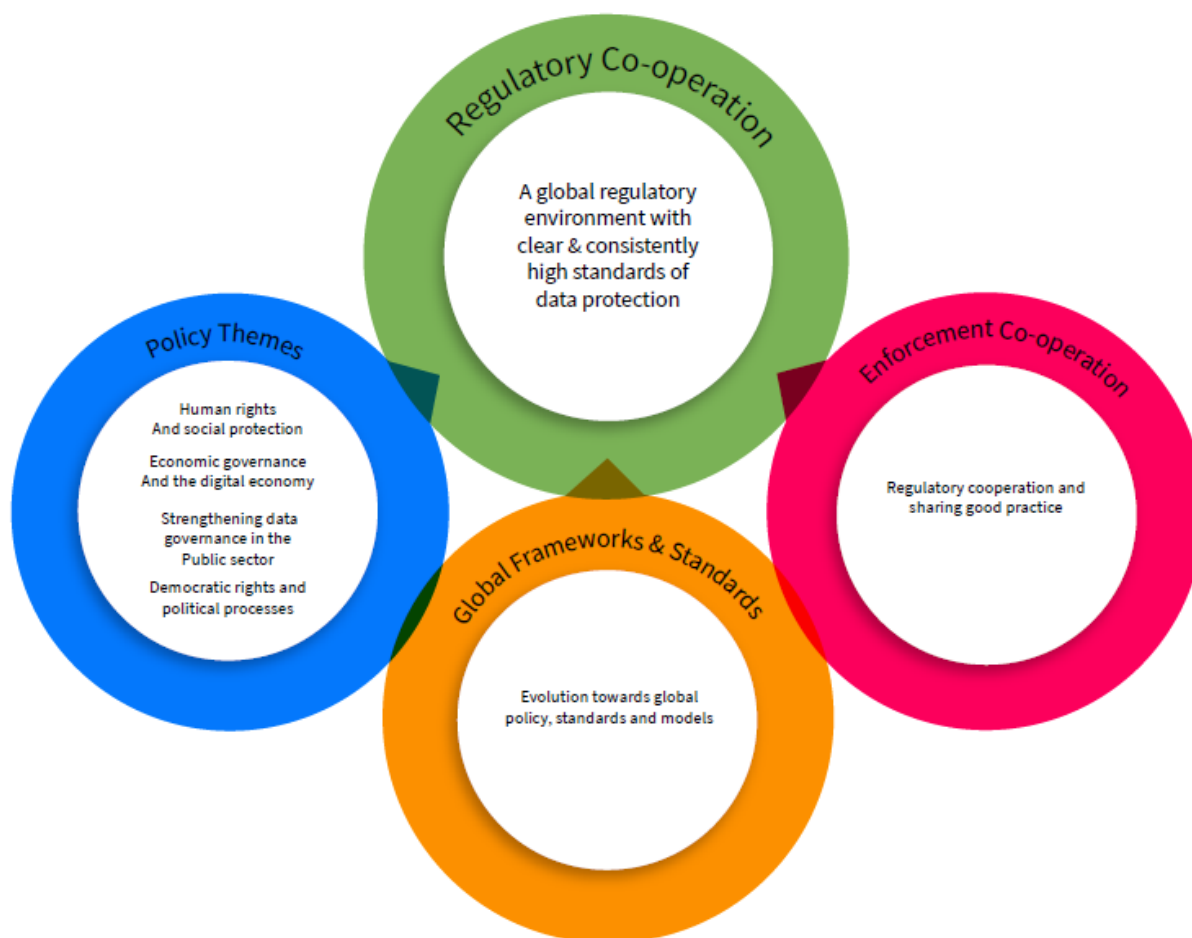 Regulatory Co-operation
A global regulatory
environment with
clear & consistently
high standards of
data protection
Policy Themes
Human rights
And social protection
Economic governance
And the digital economy
Strengthening data
governance in the
Public sector
Democratic rights and
political processes
Enforcement Co-operation
Regulatory cooperation and
sharing good practice
Global Frameworks & Standards
Evolution towards global
policy, standards and models